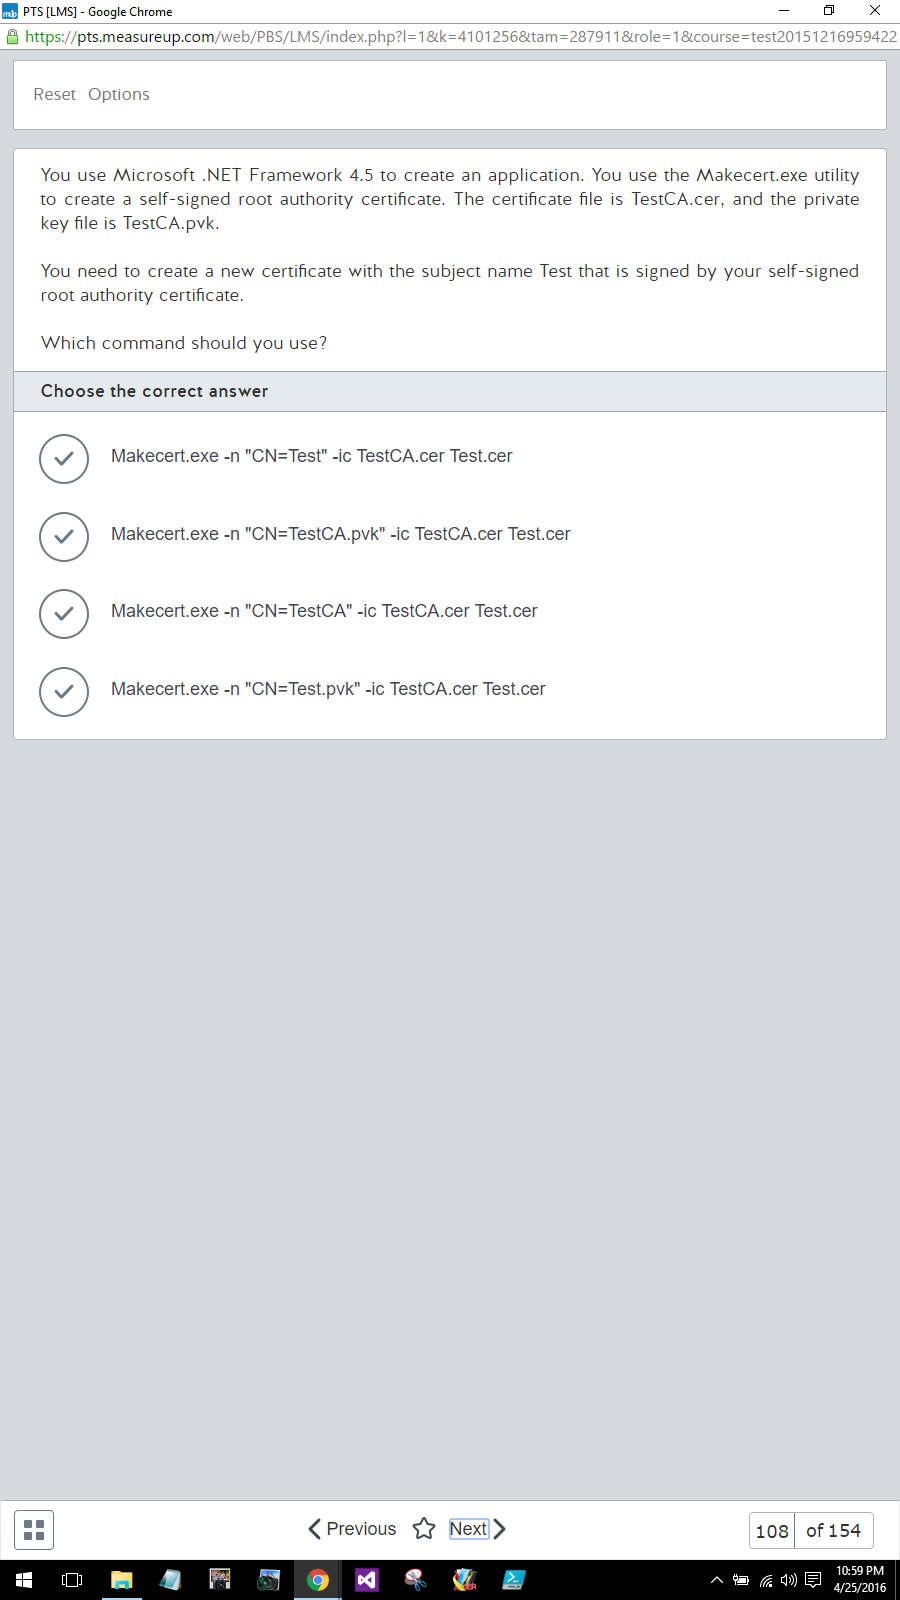 PTS [LMS] - Google Chrome
https://pts.measureup.com/web/PBS/LMS/index.php?l=1&k=4101256&tam=287911&role=1&course=test20151216959422
Reset Options
You use Microsoft .NET Framework 4.5 to create an application. You use the Makecert.exe utility
to create a self-signed root authority certificate. The certificate file is TestCA.cer, and the private
key file is TestCA.pvk.
You need to create a new certificate with the subject name Test that is signed by your self-signed
root authority certificate.
Which command should you use?
Choose the correct answer
Makecert.exe -n "CN=Test" -ic TestCA.cer Test.cer
Makecert.exe -n "CN=TestCA.pvk" -ic TestCA.cer Test.cer
Makecert.exe -n "CN=TestCA" -ic TestCA.cer Test.cer
Makecert.exe -n "CN=Test.pvk" -ic TestCA.cer Test.cer
Previous Next 108 of 154
10:59 PM
4/25/2016